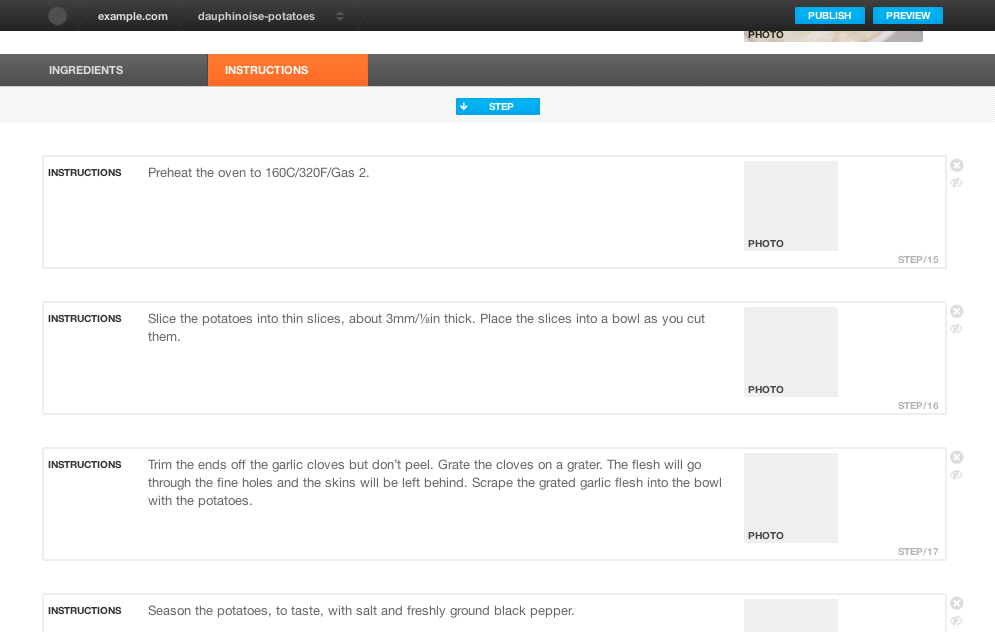 example.com dauphinoise-potatoes PUBLISH PREVIEW
PHOTO
INGREDIENTS INSTRUCTIONS
STEP
INSTRUCTIONS Preheat the oven to 160C/320F/Gas 2.
PHOTO
STEP/15
INSTRUCTIONS Slice the potatoes into thin slices, about 3mm/⅛in thick. Place the slices into a bowl as you cut
them.
PHOTO
STEP/16
INSTRUCTIONS Trim the ends off the garlic cloves but don’t peel. Grate the cloves on a grater. The flesh will go
through the fine holes and the skins will be left behind. Scrape the grated garlic flesh into the bowl
with the potatoes.
PHOTO
STEP/17
INSTRUCTIONS Season the potatoes, to taste, with salt and freshly ground black pepper.